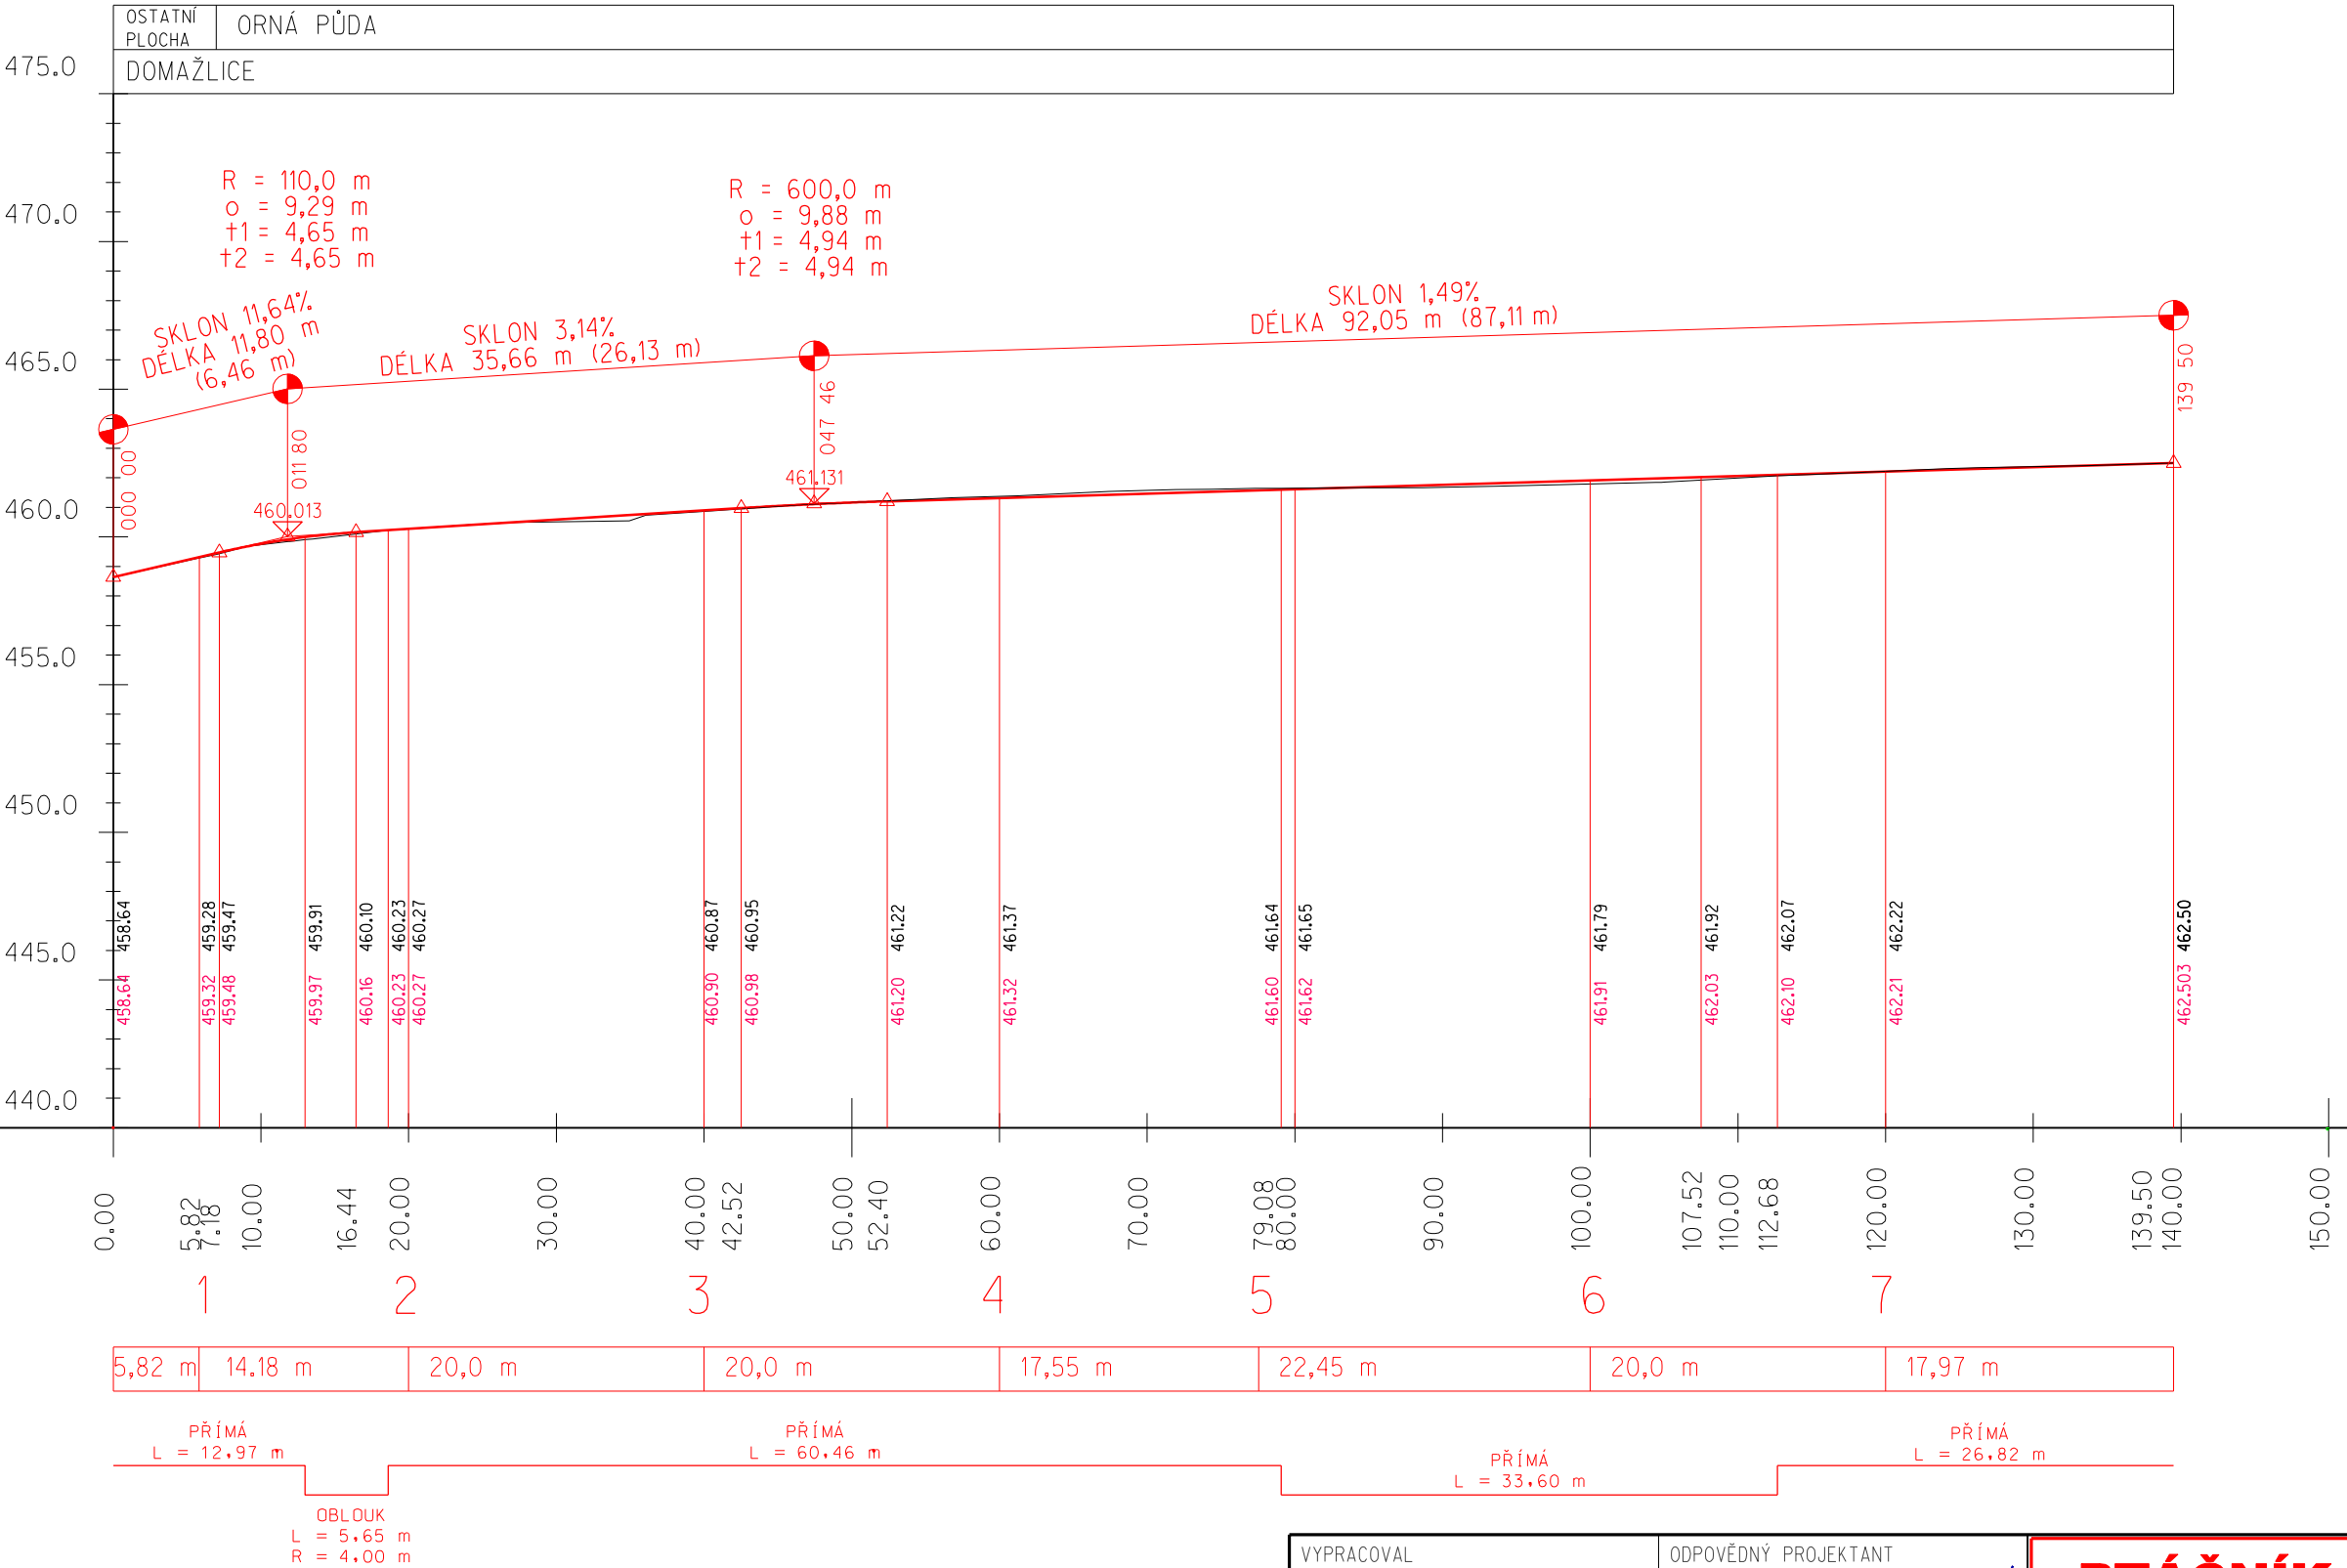 OSTATNÍ
PLOCHA
ORNÁ PŮDA
DOMAŽLICE
475.0
470.0
465.0
460.0
455.0
450.0
445.0
440.0
R = 110,0 m
o = 9,29 m
t1 = 4,65 m
t2 = 4,65 m
R = 600,0 m
o = 9,88 m
t1 = 4,94 m
t2 = 4,94 m
SKLON 11,64%
DÉLKA 11,80 m
(6,46 m)
SKLON 3,14%
DÉLKA 35,66 m (26,13 m)
SKLON 1,49%
DÉLKA 92,05 m (87,11 m)
000 00
011 80
047 46
139 50
460.013
461.131
458.64
459.28
459.47
459.91
460.10
460.23
460.27
460.87
460.95
461.22
461.37
461.64
461.65
461.79
461.92
462.07
462.22
462.50
458.64
459.32
459.48
459.97
460.16
460.23
460.27
460.90
460.98
461.20
461.32
461.60
461.62
461.91
462.03
462.10
462.21
462.503
0.00
5.82
7.18
10.00
16.44
20.00
30.00
40.00
42.52
50.00
52.40
60.00
70.00
79.08
80.00
90.00
100.00
107.52
110.00
112.68
120.00
130.00
139.50
140.00
150.00
1 2 3 4 5 6 7
5,82 m 14.18 m 20,0 m 20,0 m 17,55 m 22,45 m 20,0 m 17,97 m
PŘÍMÁ
L = 12,97 m
OBLOUK
L = 5,65 m
R = 4,00 m
PŘÍMÁ
L = 60,46 m
PŘÍMÁ
L = 33,60 m
PŘÍMÁ
L = 26,82 m
VYPRACOVAL
ODPOVĚDNÝ PROJEKTANT
PTÁČNÍK